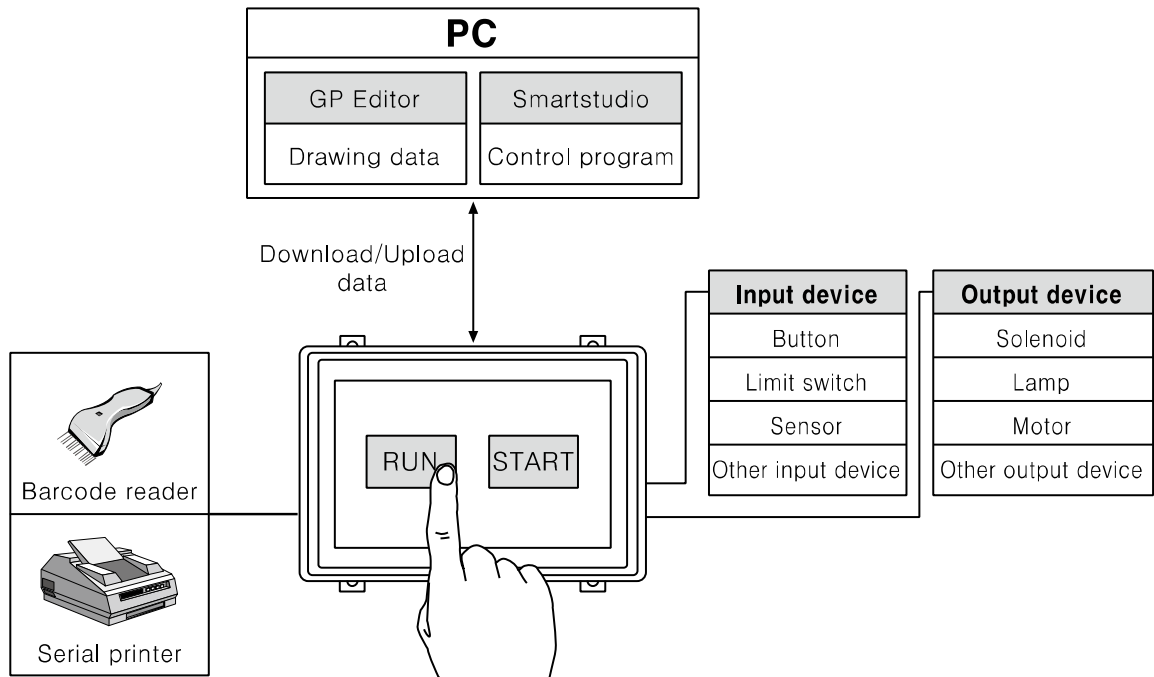 PC
GP Editor
Drawing data
Smartstudio
Control program
Download/Upload
data
Barcode reader
Serial printer
RUN
START
Input device
Button
Limit switch
Sensor
Other input device
Output device
Solenoid
Lamp
Motor
Other output device